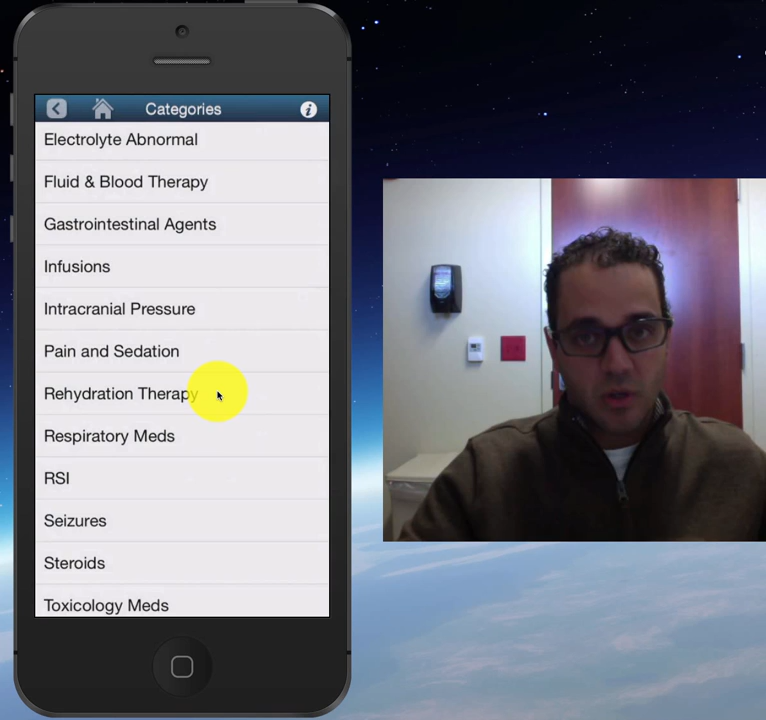 Categories
Electrolyte Abnormal
Fluid & Blood Therapy
Gastrointestinal Agents
Infusions
Intracranial Pressure
Pain and Sedation
Rehydration Therapy
Respiratory Meds
RSI
Seizures
Steroids
Toxicology Meds